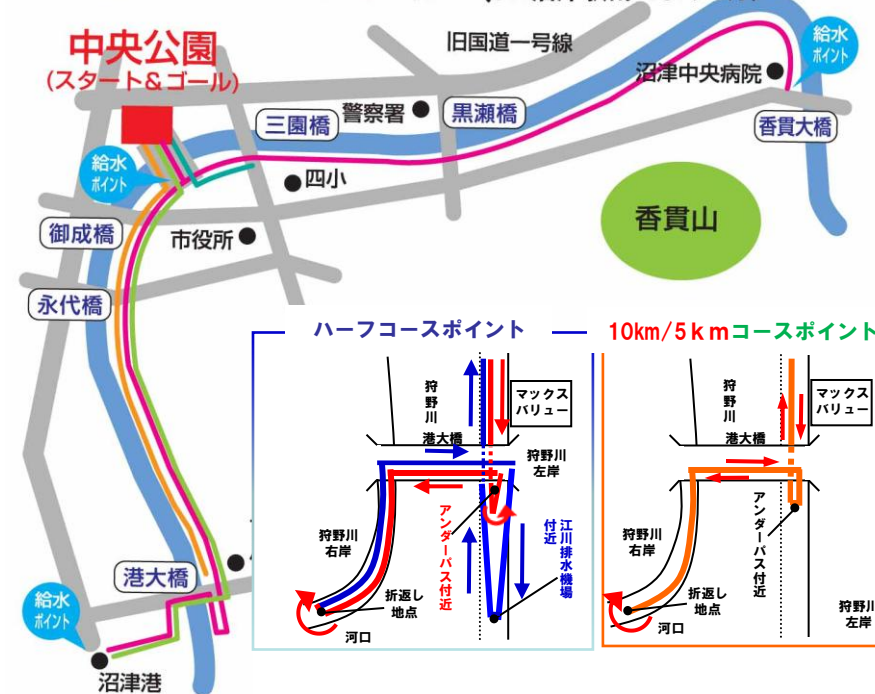 旧国道一号線
中央公園
(スタート&ゴール)
給水
ポイント
沼津中央病院
警察署
黒瀬橋
三園橋
香貫大橋
給水
ポイント
四小
香貫山
御成橋
市役所
永代橋
港大橋
給水
ポイント
沼津港
ハーフコースポイント
狩野川
マックス
バリュー
港大橋
狩野川
左岸
狩野川
右岸
アンダーパス付近
江川排水機場
付近
折返し
地点
河口
10km/5kmコースポイント
狩野川
マックス
バリュー
港大橋
狩野川
右岸
アンダーパス付近
折返し
地点
河口
狩野川
左岸